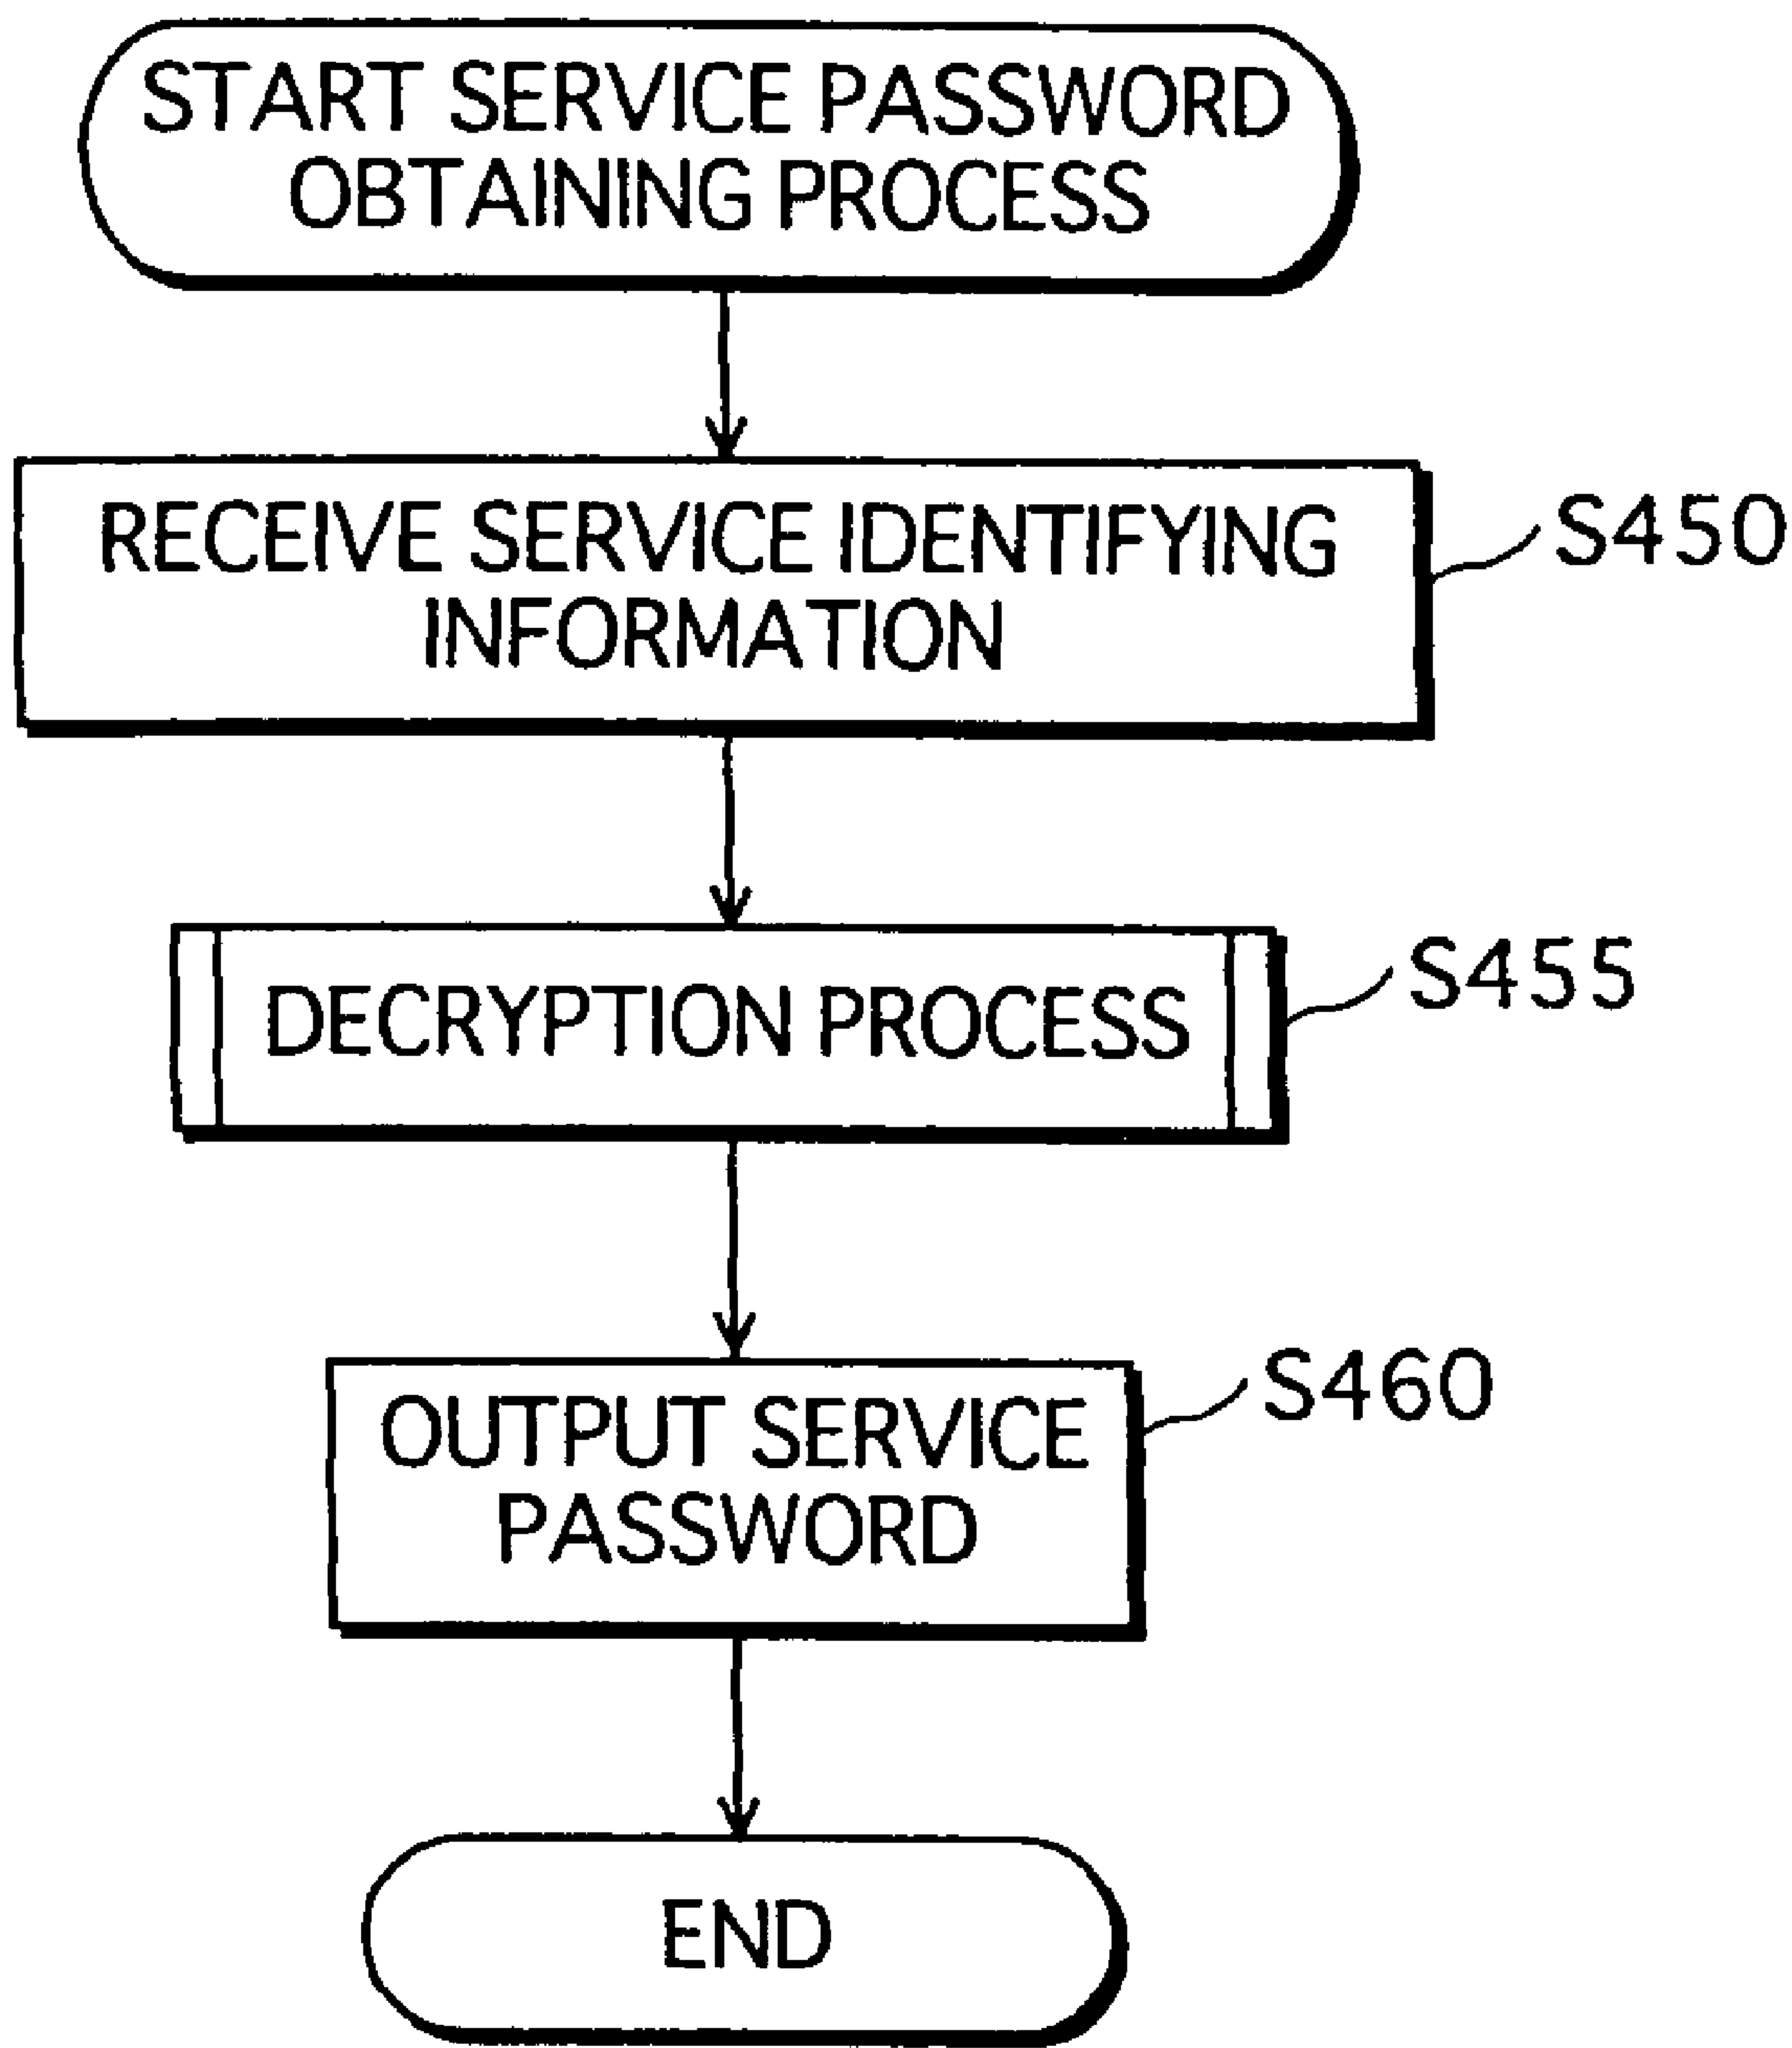 START SERVICE PASSWORD
OBTAINING PROCESS
RECEIVE SERVICE IDENTIFYING
INFORMATION
S450
DECRYPTION PROCESS
S455
OUTPUT SERVICE
PASSWORD
S460
END